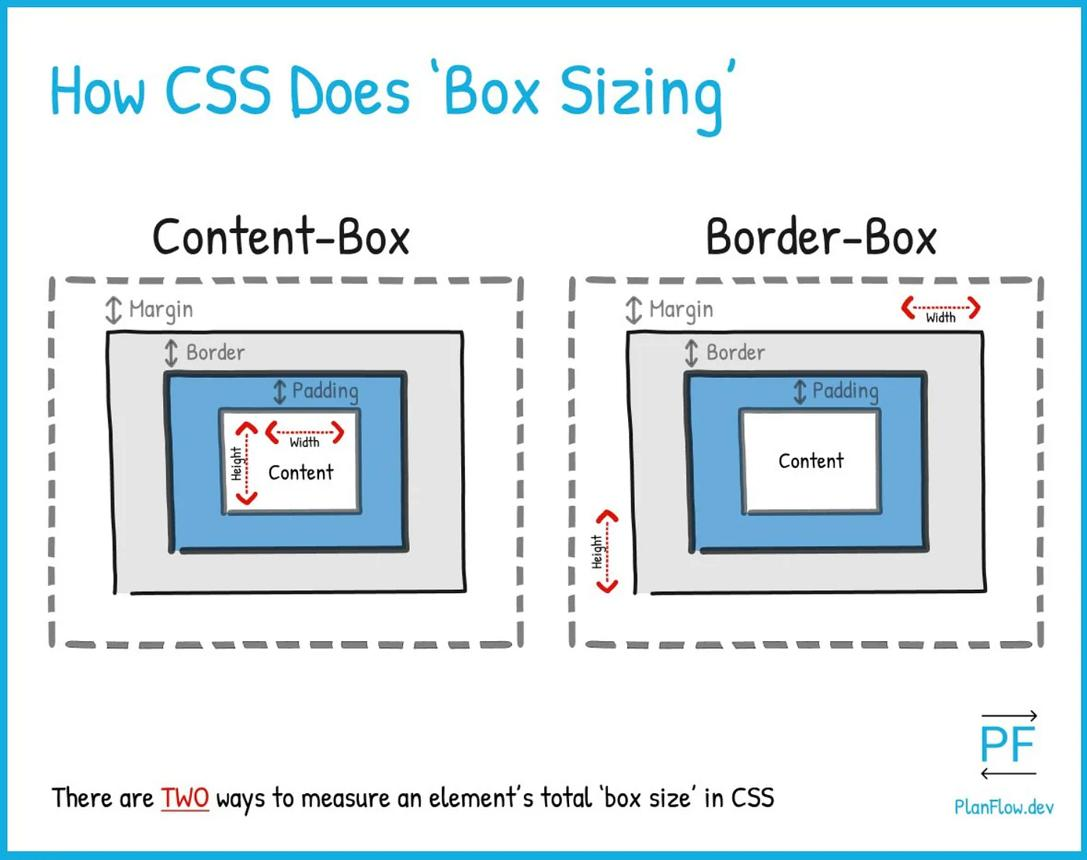 How CSS Does ‘Box Sizing’
Content-Box
Margin
Border
Padding
Width
Height
Content
Border-Box
Margin
Width
Border
Padding
Content
Height
There are TWO ways to measure an element's total ‘box size’ in CSS
PF
PlanFlow.dev